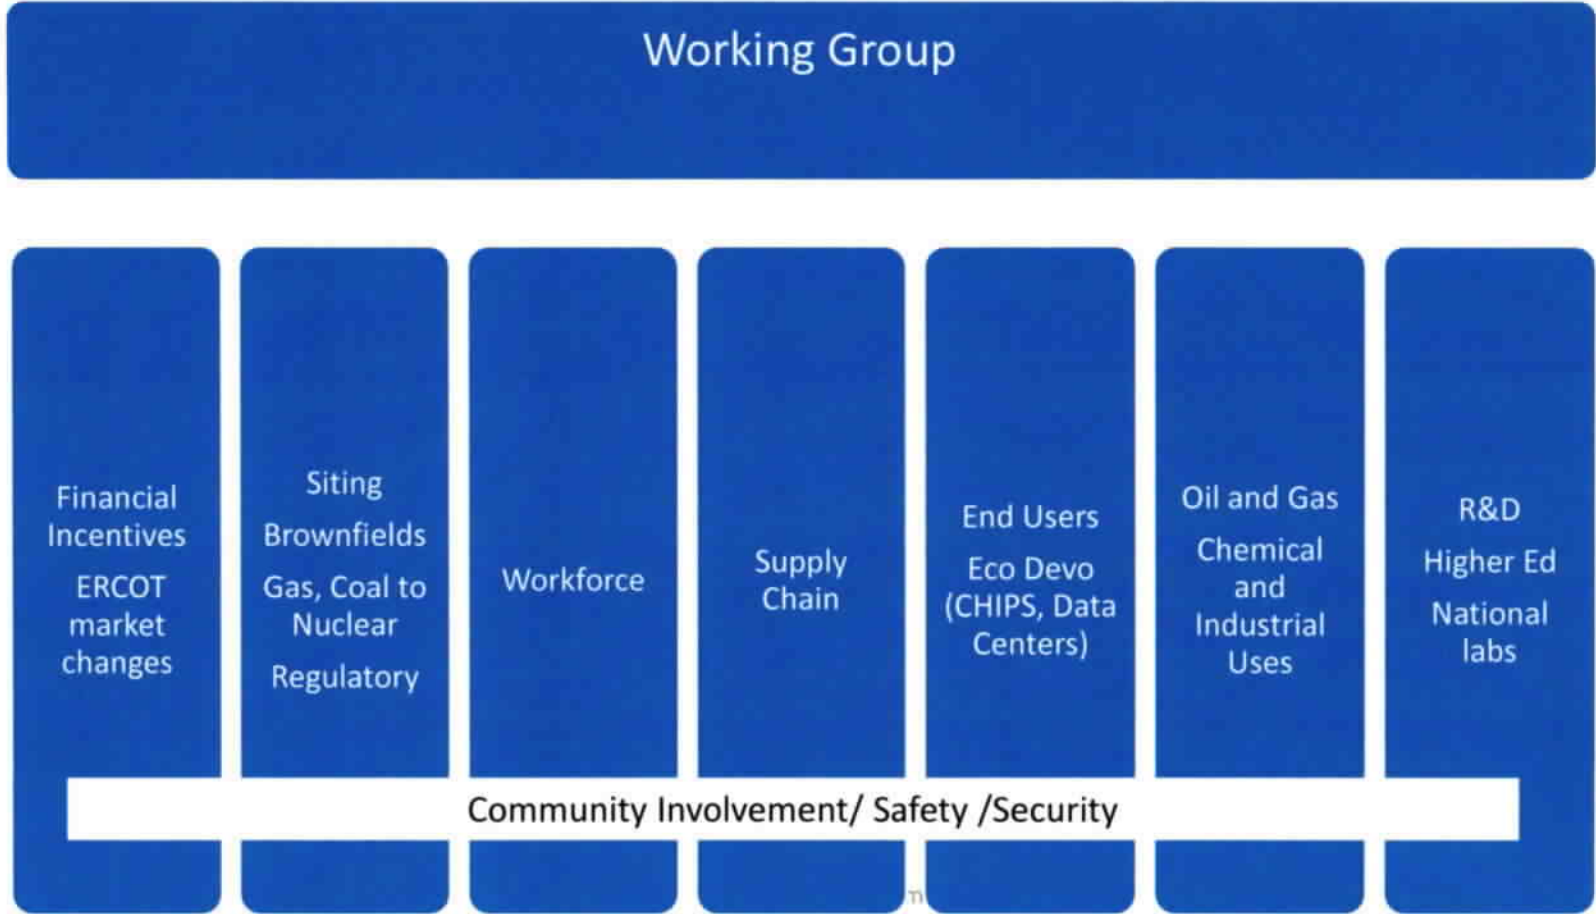 Working Group
Financial
Incentives
ERCOT
market
changes
Siting
Brownfields
Gas, Coal to
Nuclear
Regulatory
Workforce
Supply
Chain
End Users
Eco Devo
(CHIPS, Data
Centers)
Oil and Gas
Chemical
and
Industrial
Uses
R&D
Higher Ed
National
labs
Community Involvement/ Safety /Security